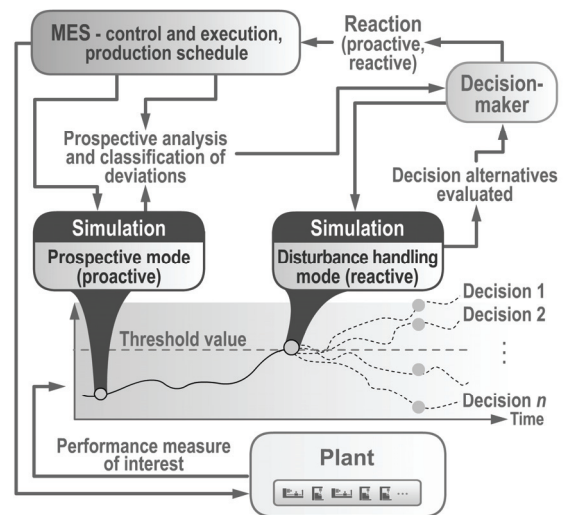 MES - control and execution,
production schedule
Reaction
(proactive,
reactive)
Decision-
maker
Prospective analysis
and classification of
deviations
Decision alternatives
evaluated
Simulation
Prospective mode
(proactive)
Simulation
Disturbance handling
mode (reactive)
Decision 1
Decision 2
Threshold value
Decision n
Time
Performance measure
of interest
Plant